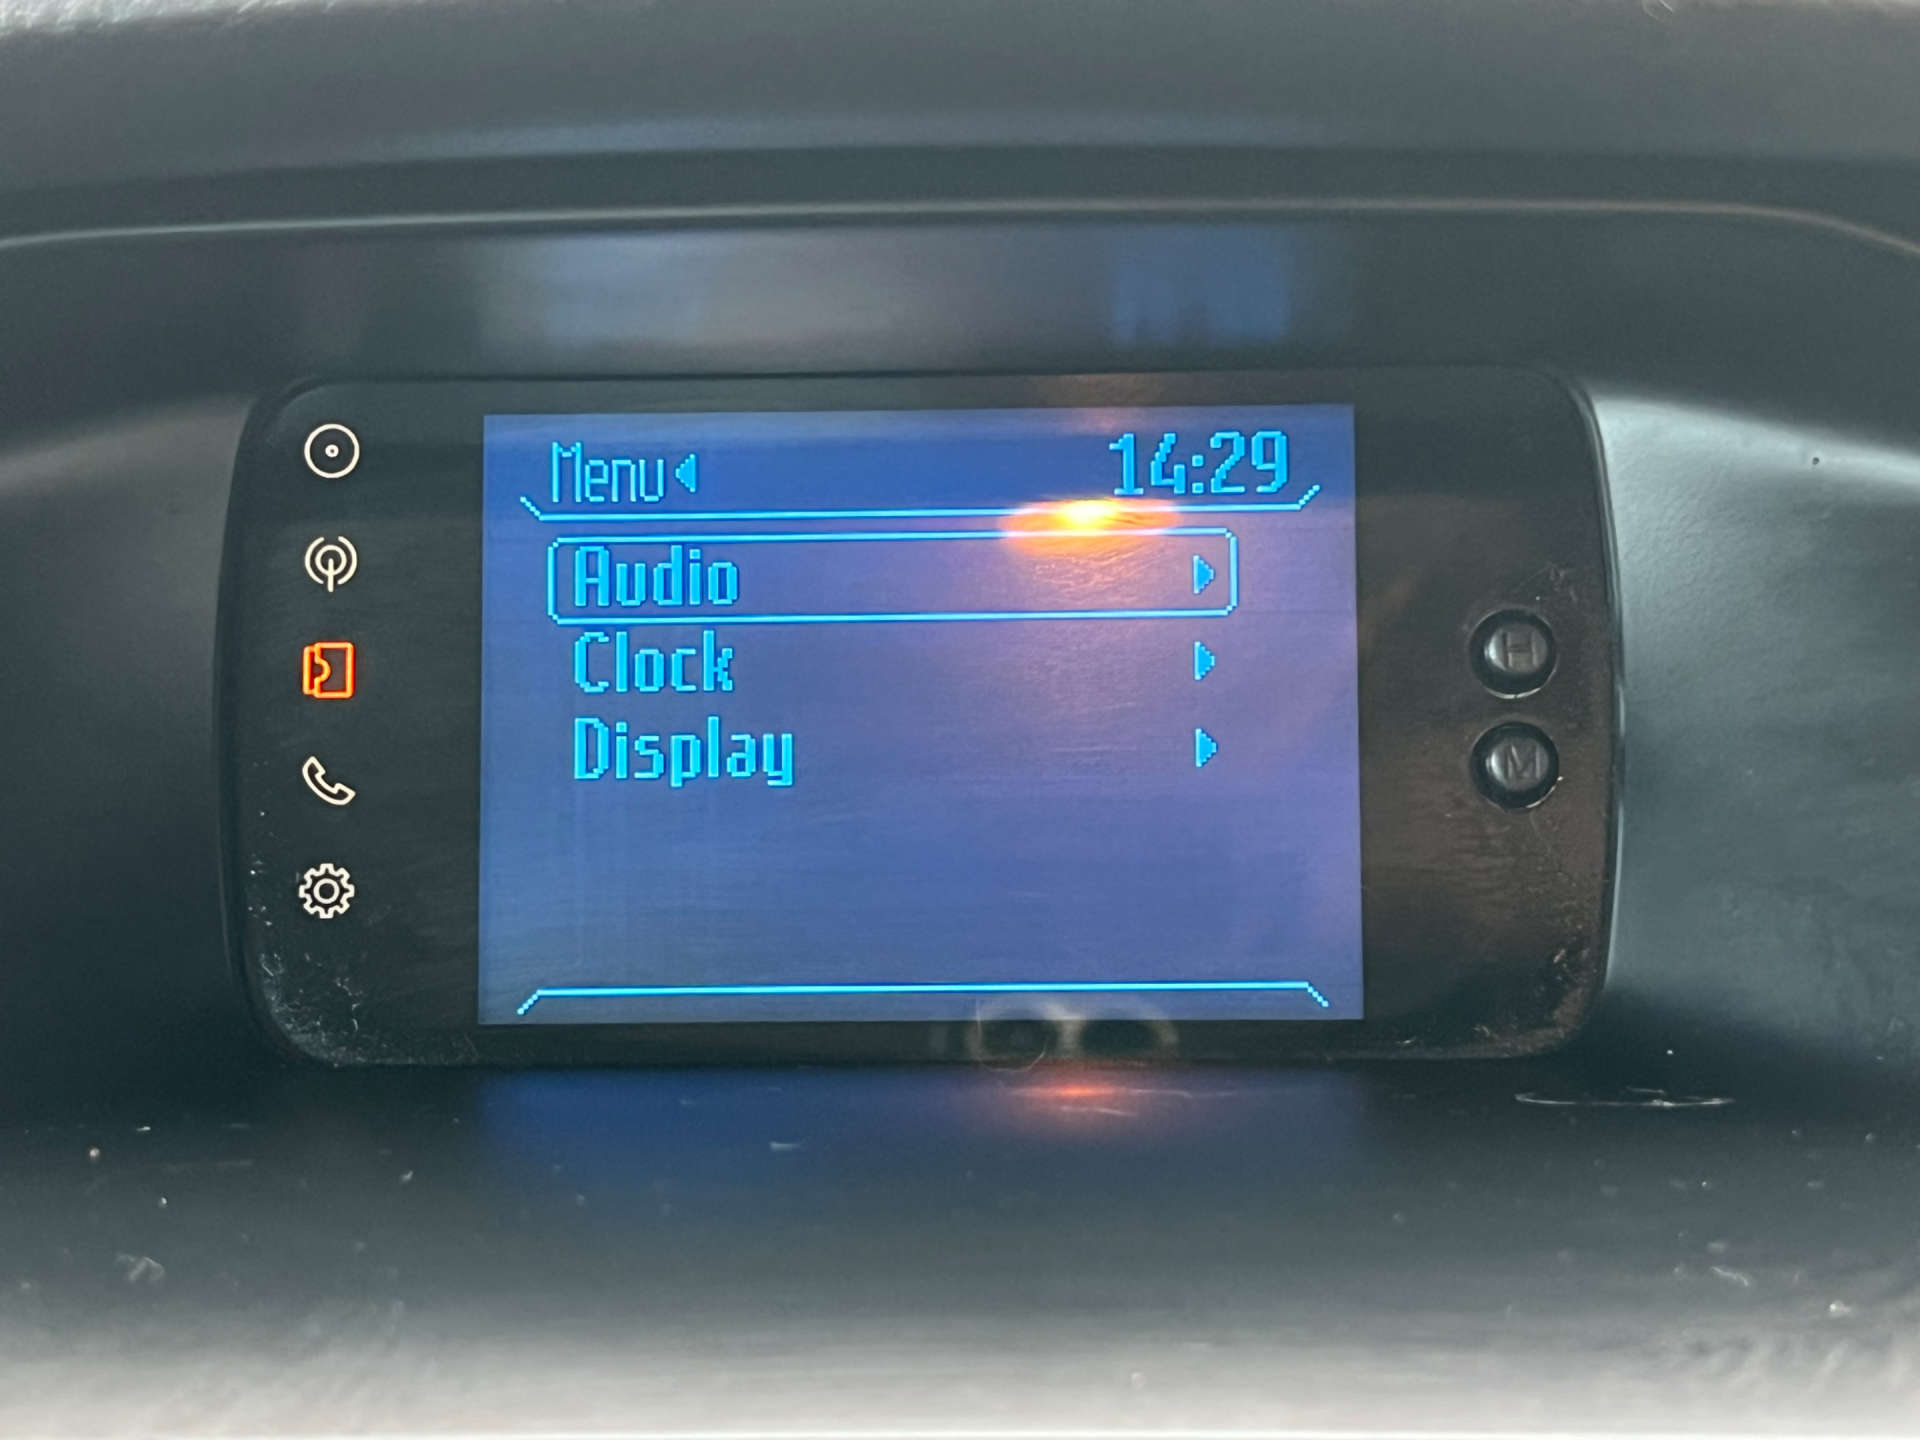 Menu 14:29
Audio
Clock
Display
H
M